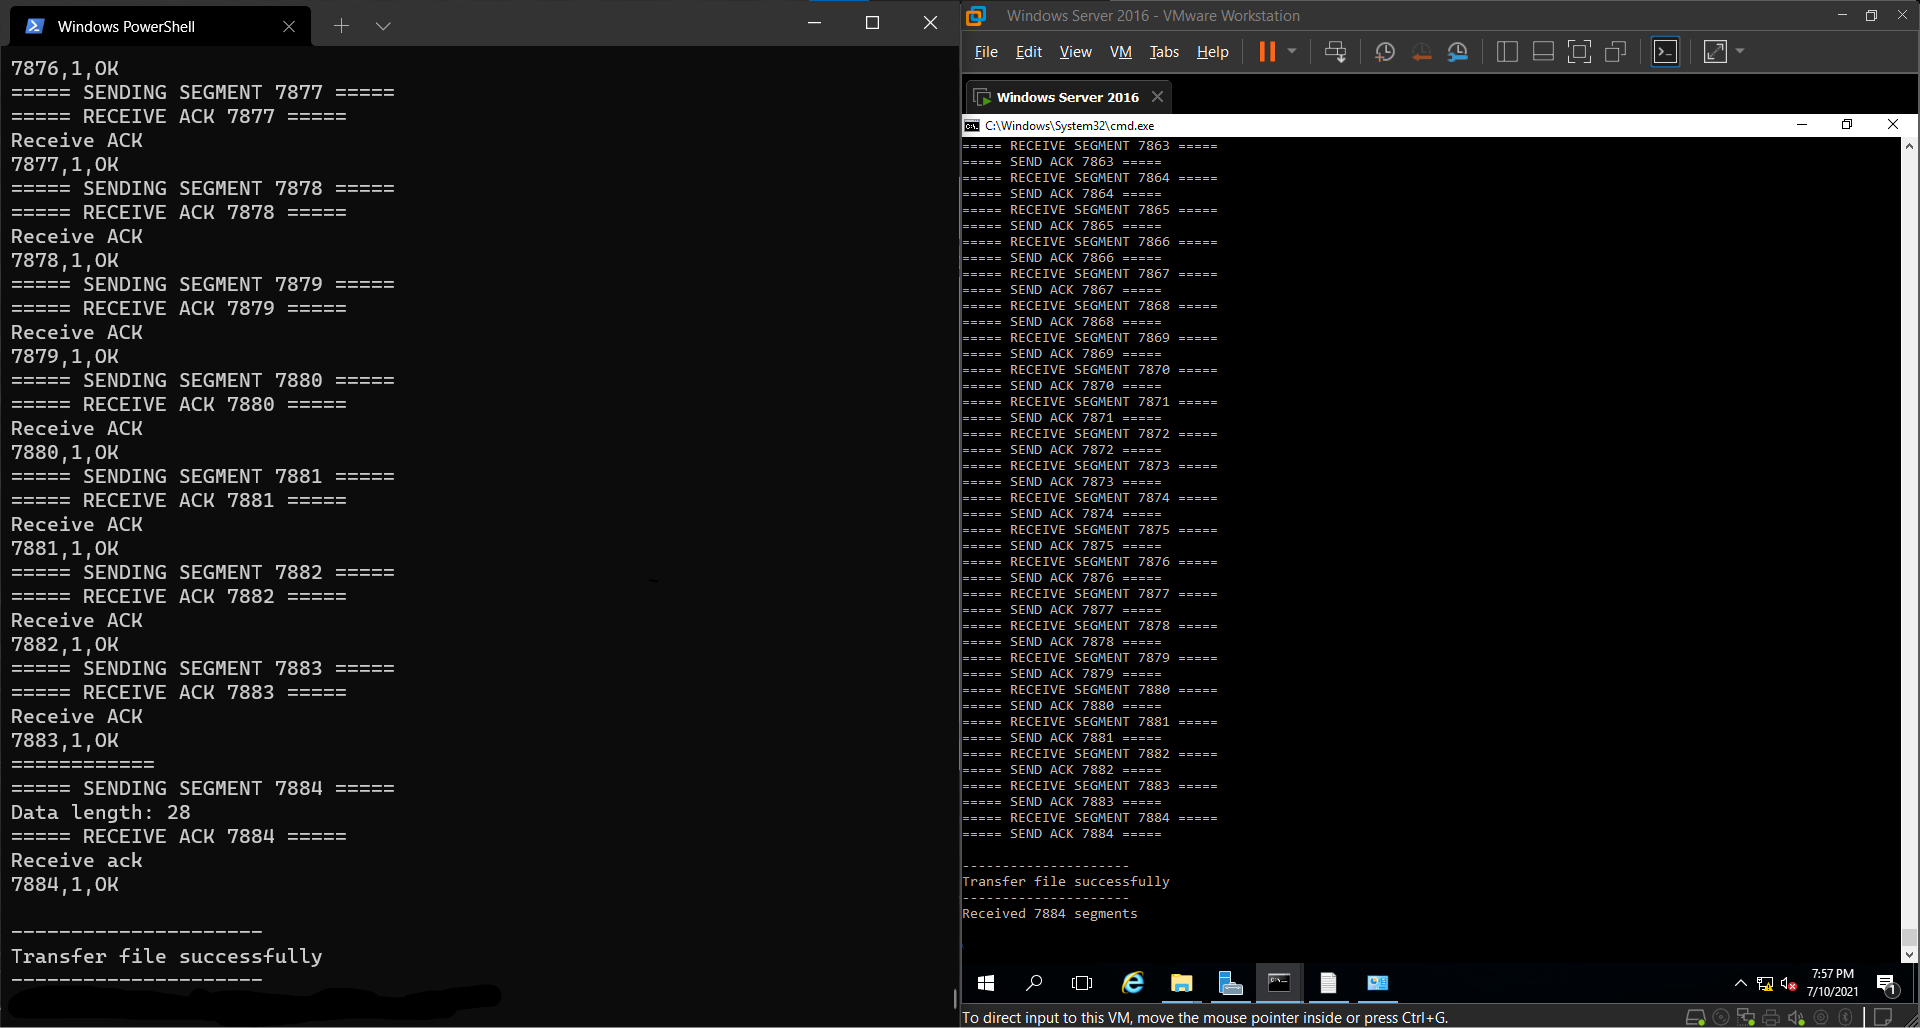 Windows PowerShell
7876,1,OK
===== SENDING SEGMENT 7877 =====
===== RECEIVE ACK 7877 =====
Receive ACK
7877,1,OK
===== SENDING SEGMENT 7878 =====
===== RECEIVE ACK 7878 =====
Receive ACK
7878,1,OK
===== SENDING SEGMENT 7879 =====
===== RECEIVE ACK 7879 =====
Receive ACK
7879,1,OK
===== SENDING SEGMENT 7880 =====
===== RECEIVE ACK 7880 =====
Receive ACK
7880,1,OK
===== SENDING SEGMENT 7881 =====
===== RECEIVE ACK 7881 =====
Receive ACK
7881,1,OK
===== SENDING SEGMENT 7882 =====
===== RECEIVE ACK 7882 =====
Receive ACK
7882,1,OK
===== SENDING SEGMENT 7883 =====
===== RECEIVE ACK 7883 =====
Receive ACK
7883,1,OK
============
===== SENDING SEGMENT 7884 =====
Data length: 28
===== RECEIVE ACK 7884 =====
Receive ack
7884,1,OK
---------------------
Transfer file successfully
---------------------
Windows Server 2016 - VMware Workstation
File Edit View VM Tabs Help
Windows Server 2016
C:\Windows\System32\cmd.exe
===== RECEIVE SEGMENT 7863 =====
===== SEND ACK 7863 =====
===== RECEIVE SEGMENT 7864 =====
===== SEND ACK 7864 =====
===== RECEIVE SEGMENT 7865 =====
===== SEND ACK 7865 =====
===== RECEIVE SEGMENT 7866 =====
===== SEND ACK 7866 =====
===== RECEIVE SEGMENT 7867 =====
===== SEND ACK 7867 =====
===== RECEIVE SEGMENT 7868 =====
===== SEND ACK 7868 =====
===== RECEIVE SEGMENT 7869 =====
===== SEND ACK 7869 =====
===== RECEIVE SEGMENT 7870 =====
===== SEND ACK 7870 =====
===== RECEIVE SEGMENT 7871 =====
===== SEND ACK 7871 =====
===== RECEIVE SEGMENT 7872 =====
===== SEND ACK 7872 =====
===== RECEIVE SEGMENT 7873 =====
===== SEND ACK 7873 =====
===== RECEIVE SEGMENT 7874 =====
===== SEND ACK 7874 =====
===== RECEIVE SEGMENT 7875 =====
===== SEND ACK 7875 =====
===== RECEIVE SEGMENT 7876 =====
===== SEND ACK 7876 =====
===== RECEIVE SEGMENT 7877 =====
===== SEND ACK 7877 =====
===== RECEIVE SEGMENT 7878 =====
===== SEND ACK 7878 =====
===== RECEIVE SEGMENT 7879 =====
===== SEND ACK 7879 =====
===== RECEIVE SEGMENT 7880 =====
===== SEND ACK 7880 =====
===== RECEIVE SEGMENT 7881 =====
===== SEND ACK 7881 =====
===== RECEIVE SEGMENT 7882 =====
===== SEND ACK 7882 =====
===== RECEIVE SEGMENT 7883 =====
===== SEND ACK 7883 =====
===== RECEIVE SEGMENT 7884 =====
===== SEND ACK 7884 =====
---------------------
Transfer file successfully
---------------------
Received 7884 segments
7:57 PM
7/10/2021
1
To direct input to this VM, move the mouse pointer inside or press Ctrl+G.